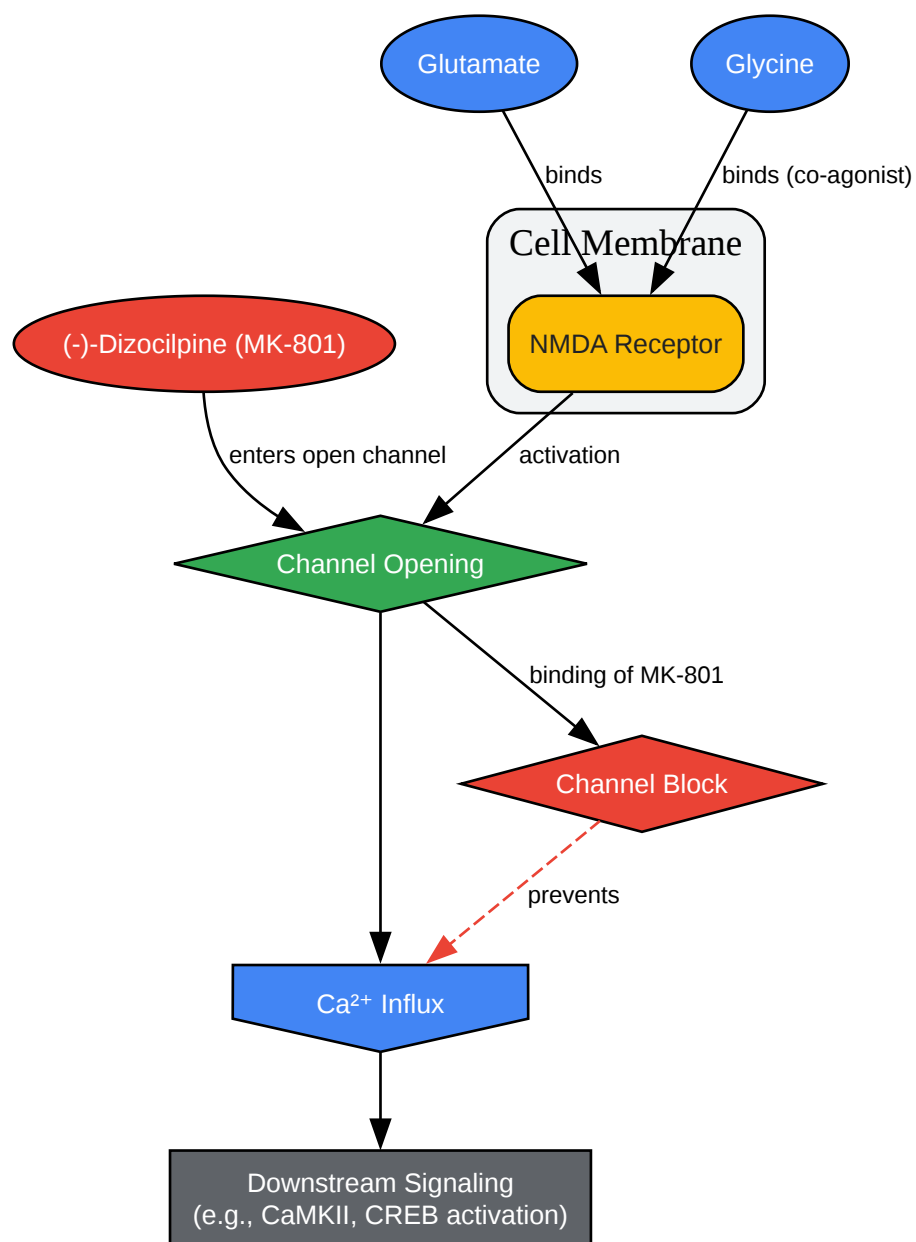 Glutamate
Glycine
binds
binds (co-agonist)
Cell Membrane
(-)-Dizocilpine (MK-801)
NMDA Receptor
enters open channel
activation
Channel Opening
binding of MK-801
Channel Block
prevents
Ca²⁺ Influx
Downstream Signaling
(e.g., CaMKII, CREB activation)